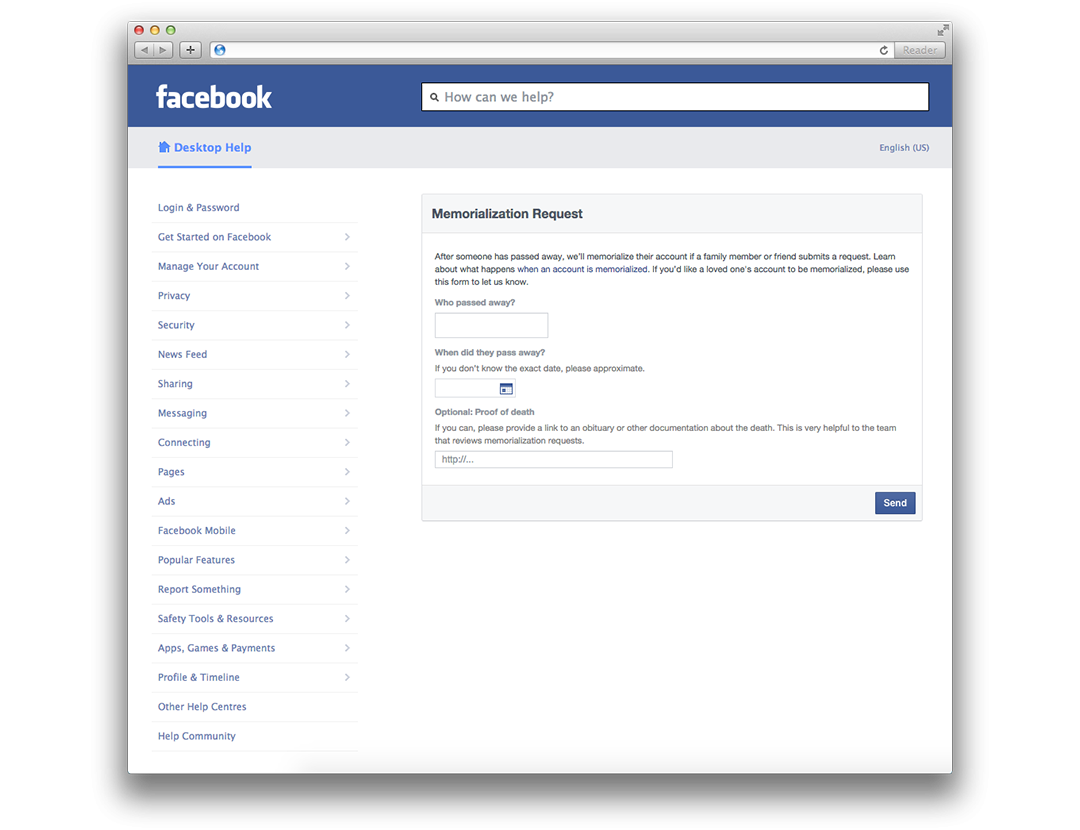 Reader
facebook
How can we help?
Desktop Help
English (US)
Login & Password
Get Started on Facebook
Manage Your Account
Privacy
Security
News Feed
Sharing
Messaging
Connecting
Pages
Ads
Facebook Mobile
Popular Features
Report Something
Safety Tools & Resources
Apps, Games & Payments
Profile & Timeline
Other Help Centres
Help Community
Memorialization Request
After someone has passed away, we'll memorialize their account if a family member or friend submits a request. Learn
about what happens when an account is memorialized. If you'd like a loved one's account to be memorialized, please use
this form to let us know.
Who passed away?
When did they pass away?
If you don't know the exact date, please approximate.
Optional: Proof of death
If you can, please provide a link to an obituary or other documentation about the death. This is very helpful to the team
that reviews memorialization requests.
http://...
Send